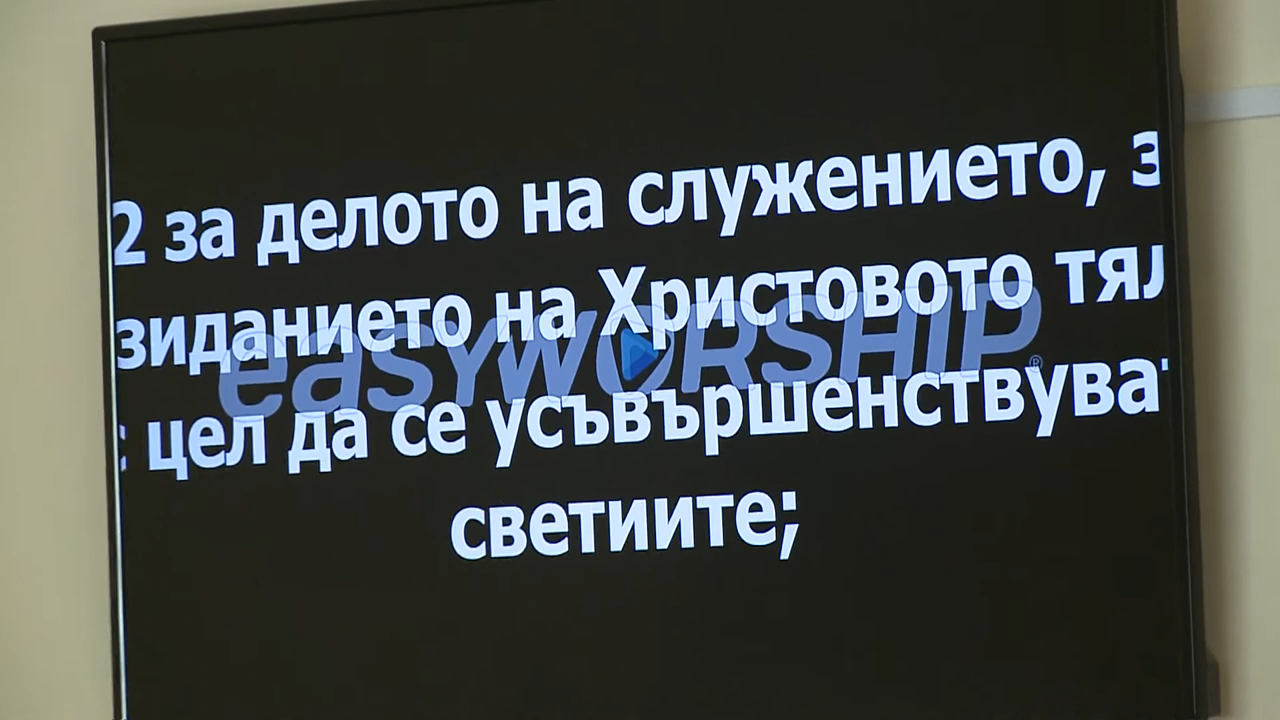 2 за делото на служението, з
зиданието на Христовото тял
цел да се усъвършенствуват
светиите;
easyWORSHIP®